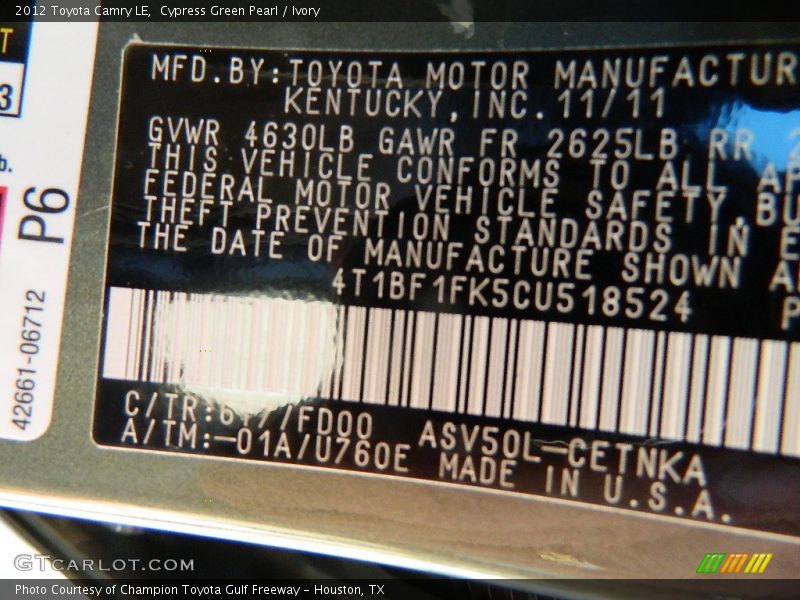 2012 Toyota Camry LE, Cypress Green Pearl / Ivory
T
3
b.
P6
42661-06712
MFD.BY:TOYOTA MOTOR MANUFACTUR
KENTUCKY,INC. 11/11
GVWR 4630LB GAWR FR 2625LB RR
THIS VEHICLE CONFORMS TO ALL AP
FEDERAL MOTOR VEHICLE SAFETY,BU
THEFT PREVENTION STANDARDS IN E
THE DATE OF MANUFACTURE SHOWN A
4T1BF1FK5CU518524
P
C/TR: /FD00 ASV50L-CETNKA
A/TM:-01A/U760E MADE IN U.S.A.
GTCARLOT.COM
Photo Courtesy of Champion Toyota Gulf Freeway - Houston, TX